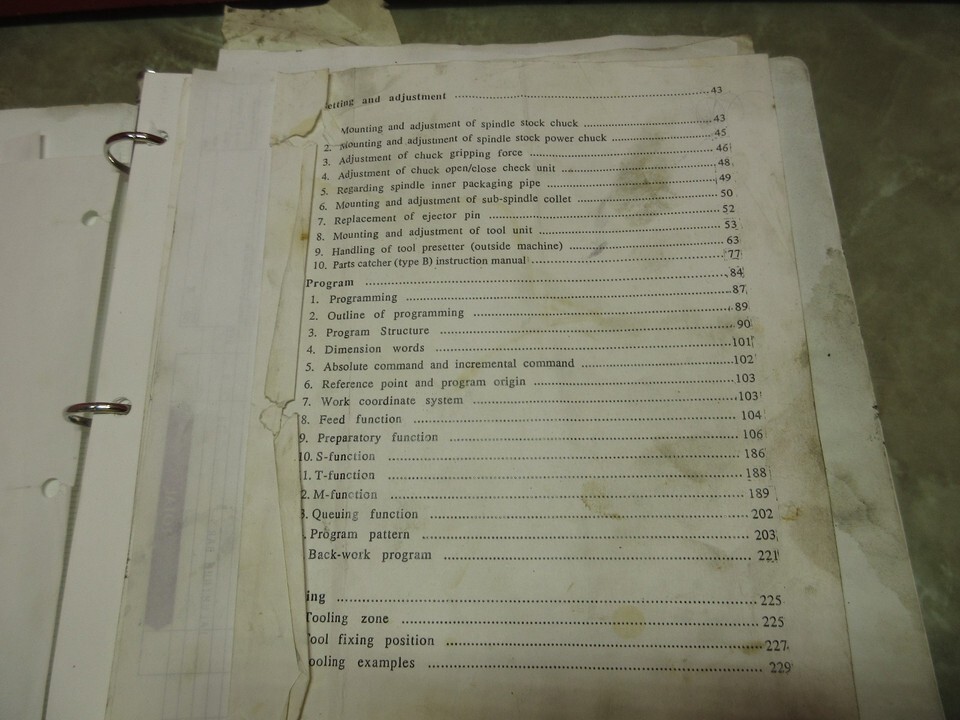 etting and adjustment ........ 43
Mounting and adjustment of spindle stock chuck ........ 43
2. Mounting and adjustment of spindle stock power chuck ........ 45
3. Adjustment of chuck gripping force ........ 46
4. Adjustment of chuck open/close check unit ........ 48
5. Regarding spindle inner packaging pipe ........ 49
6. Mounting and adjustment of sub-spindle collet ........ 50
7. Replacement of ejector pin ........ 52
8. Mounting and adjustment of tool unit ........ 53
9. Handling of tool presetter (outside machine) ........ 63
10. Parts catcher (type B) instruction manual ........ 77
Program ........ 84
1. Programming ........ 87
2. Outline of programming ........ 89
3. Program Structure ........ 90
4. Dimension words ........ 101
5. Absolute command and incremental command ........ 102
6. Reference point and program origin ........ 103
7. Work coordinate system ........ 103
8. Feed function ........ 104
9. Preparatory function ........ 106
10. S-function ........ 186
1. T-function ........ 188
2. M-function ........ 189
3. Queuing function ........ 202
. Program pattern ........ 203
Back-work program ........ 221
ing ........ 225
Tooling zone ........ 225
ool fixing position ........ 227
ooling examples ........ 229